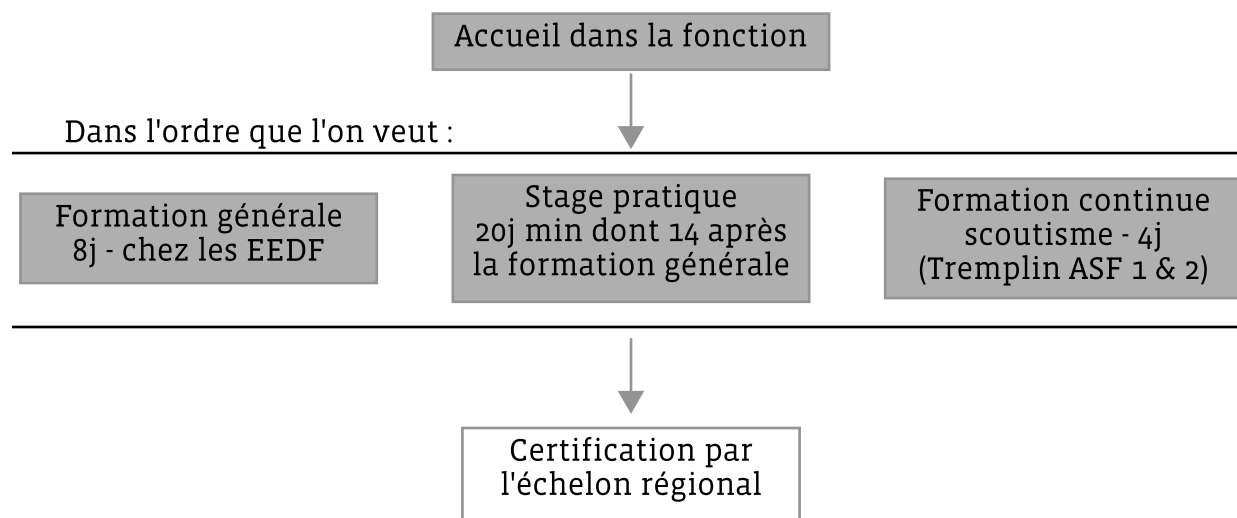 Accueil dans la fonction
Dans l'ordre que l'on veut :
Formation générale
8j - chez les EEDF
Stage pratique
20j min dont 14 après
la formation générale
Formation continue
scoutisme - 4j
(Tremplin ASF 1 & 2)
Certification par
l'échelon régional